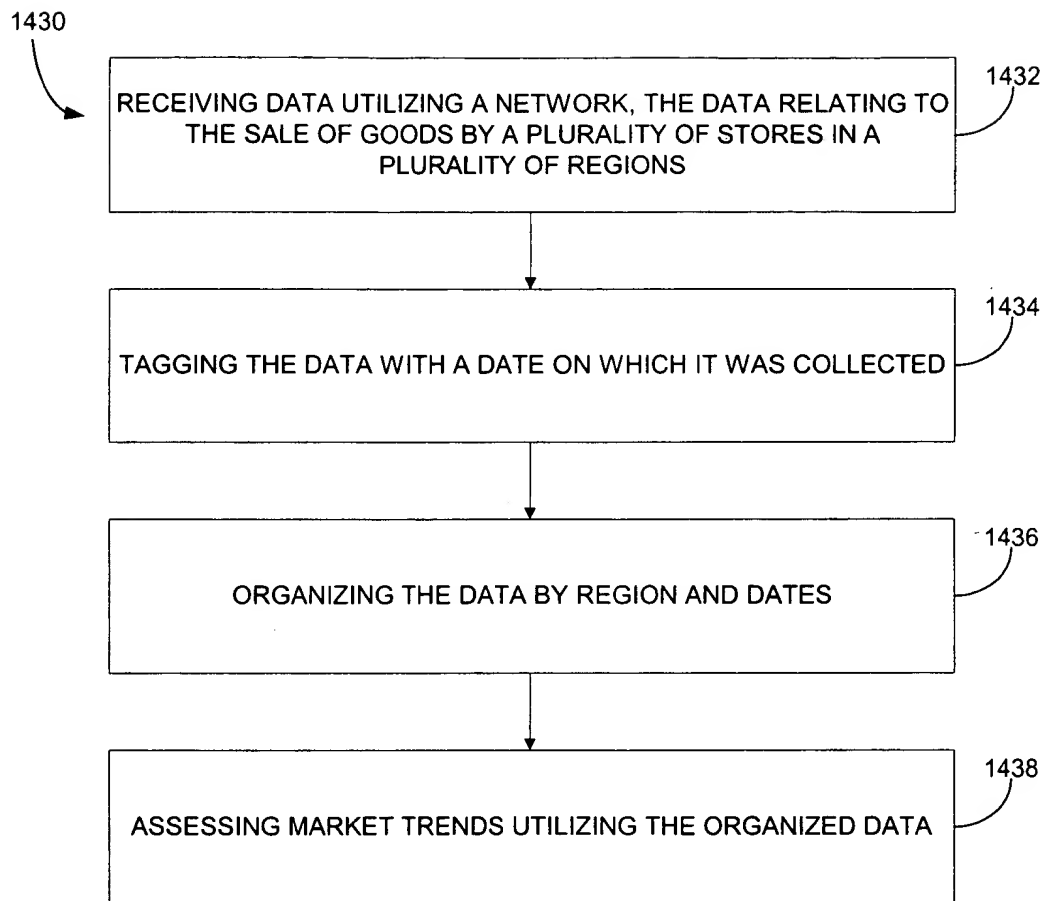 1430
1432
RECEIVING DATA UTILIZING A NETWORK, THE DATA RELATING TO
THE SALE OF GOODS BY A PLURALITY OF STORES IN A
PLURALITY OF REGIONS
1434
TAGGING THE DATA WITH A DATE ON WHICH IT WAS COLLECTED
1436
ORGANIZING THE DATA BY REGION AND DATES
1438
ASSESSING MARKET TRENDS UTILIZING THE ORGANIZED DATA